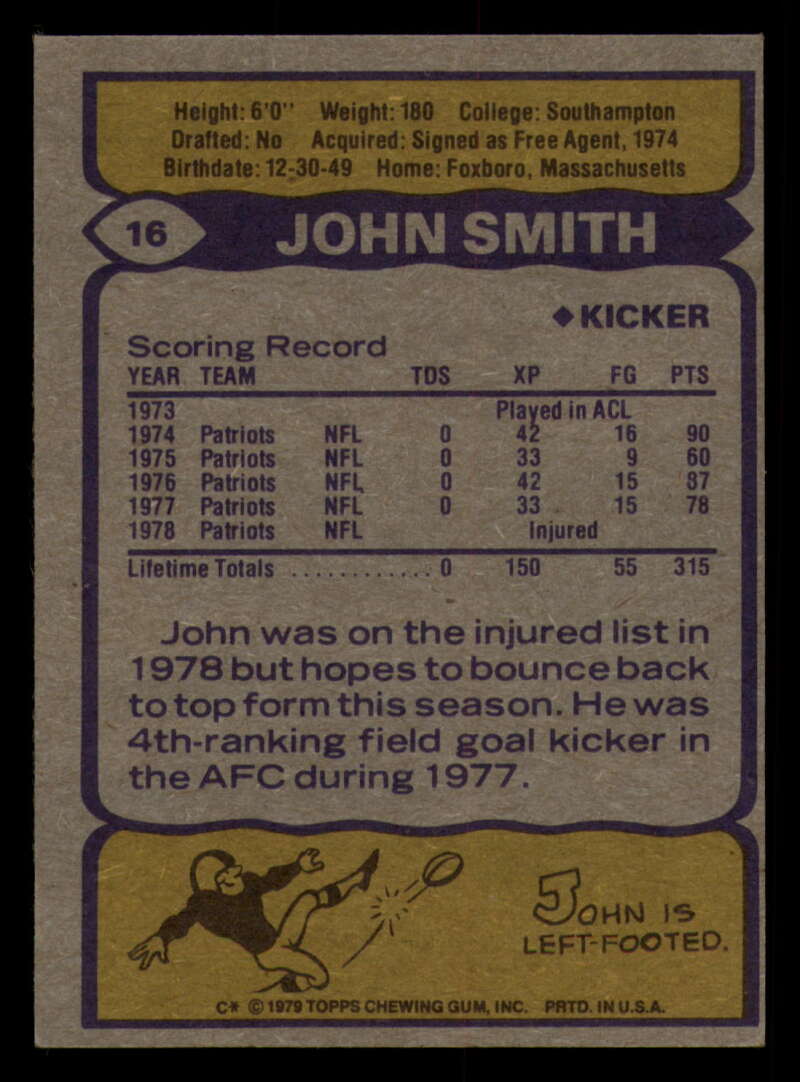 Height: 6'0" Weight: 180 College: Southampton
Drafted: No Acquired: Signed as Free Agent, 1974
Birthdate: 12-30-49 Home: Foxboro, Massachusetts
16 JOHN SMITH
◆ KICKER
Scoring Record
YEAR TEAM TDS XP FG PTS
1973 Played in ACL
1974 Patriots NFL 0 42 16 90
1975 Patriots NFL 0 33 9 60
1976 Patriots NFL 0 42 15 87
1977 Patriots NFL 0 33 15 78
1978 Patriots NFL Injured
Lifetime Totals ............. 0 150 55 315
John was on the injured list in
1978 but hopes to bounce back
to top form this season. He was
4th-ranking field goal kicker in
the AFC during 1977.
JOHN IS
LEFT-FOOTED.
C* © 1979 TOPPS CHEWING GUM, INC. PRTD. IN U.S.A.